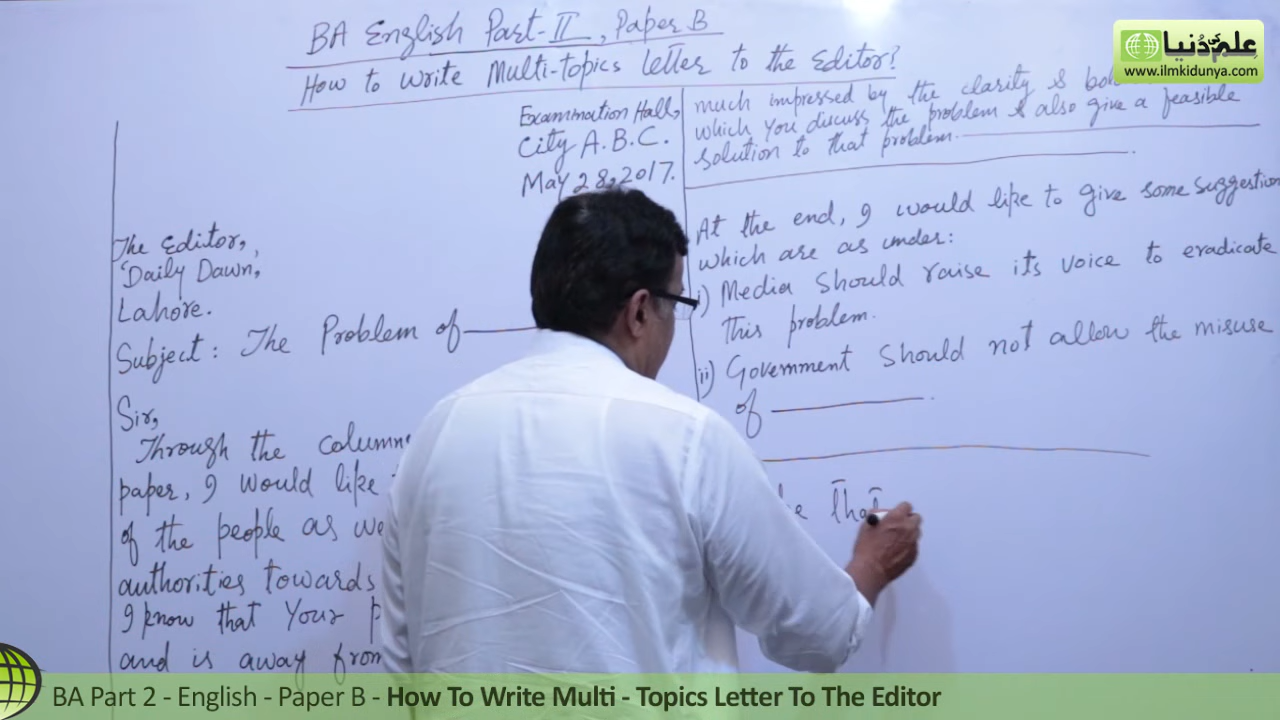 BA English Part-II, Paper B
How to write Multi-topics letter to the Editor?
Examination Hall,
City A.B.C.
May 28, 2017.
The Editor,
'Daily Dawn,
Lahore.
Subject: The Problem of
Sir,
Through the columns
paper, I would like
of the people as
authorities towards
I know that Your
and is away from
much impressed by the clarity & 
which you discuss the problem & also give a feasible
solution to that problem.
At the end, I would like to give some suggestion
which are as under:
i) Media should raise its voice to eradicate
this problem.
ii) Government should not allow the misuse
of
that
علم کی دنیا
www.ilmkidunya.com
BA Part 2 - English - Paper B - How To Write Multi - Topics Letter To The Editor